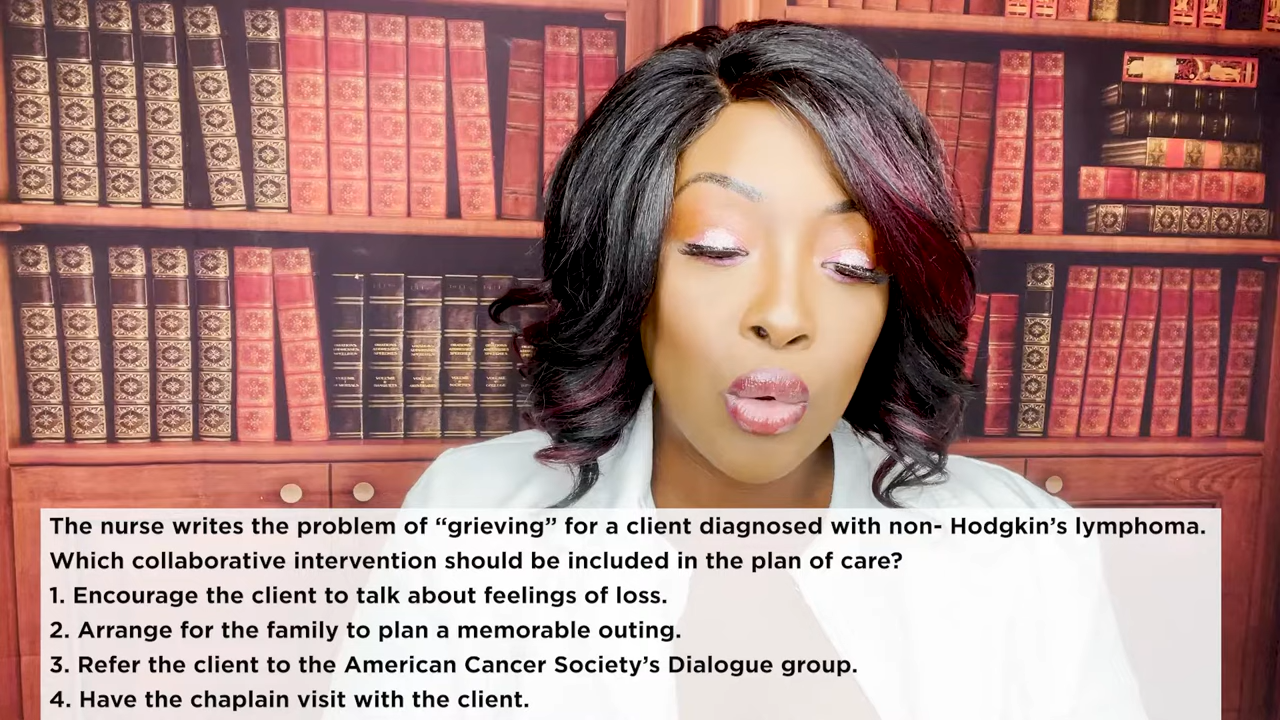 The nurse writes the problem of “grieving” for a client diagnosed with non- Hodgkin’s lymphoma.
Which collaborative intervention should be included in the plan of care?
1. Encourage the client to talk about feelings of loss.
2. Arrange for the family to plan a memorable outing.
3. Refer the client to the American Cancer Society’s Dialogue group.
4. Have the chaplain visit with the client.